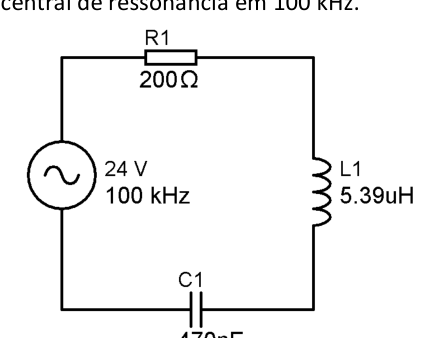 central de ressonância em 100 kHz.
R1
200Ω
24 V
100 kHz
L1
5.39uH
C1